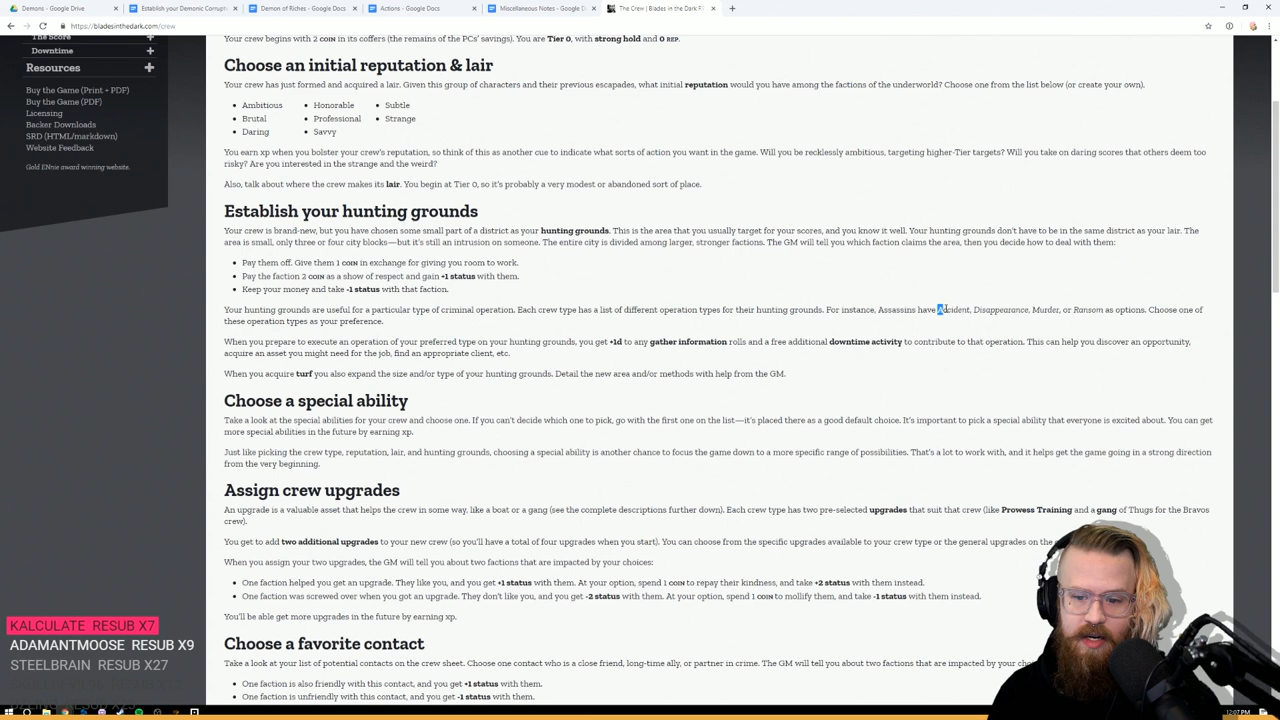 Demons - Google Drive
Establish your Demonic Corrupti
Demon of Riches - Google Docs
Actions - Google Docs
Miscellaneous Notes - Google D
The Crew | Blades in the Dark R
https://bladesinthedark.com/crew
The Score
Downtime
Resources
Buy the Game (Print + PDF)
Buy the Game (PDF)
Licensing
Backer Downloads
SRD (HTML/markdown)
Website Feedback
Gold ENnie award winning website.
Your crew begins with 2 COIN in its coffers (the remains of the PCs' savings). You are Tier 0, with strong hold and 0 REP.
Choose an initial reputation & lair
Your crew has just formed and acquired a lair. Given this group of characters and their previous escapades, what initial reputation would you have among the factions of the underworld? Choose one from the list below (or create your own).
Ambitious
Brutal
Daring
Honorable
Professional
Savvy
Subtle
Strange
You earn xp when you bolster your crew's reputation, so think of this as another cue to indicate what sorts of action you want in the game. Will you be recklessly ambitious, targeting higher-Tier targets? Will you take on daring scores that others deem too
risky? Are you interested in the strange and the weird?
Also, talk about where the crew makes its lair. You begin at Tier 0, so it's probably a very modest or abandoned sort of place.
Establish your hunting grounds
Your crew is brand-new, but you have chosen some small part of a district as your hunting grounds. This is the area that you usually target for your scores, and you know it well. Your hunting grounds don't have to be in the same district as your lair. The
area is small, only three or four city blocks—but it's still an intrusion on someone. The entire city is divided among larger, stronger factions. The GM will tell you which faction claims the area, then you decide how to deal with them:
Pay them off. Give them 1 COIN in exchange for giving you room to work.
Pay the faction 2 COIN as a show of respect and gain +1 status with them.
Keep your money and take -1 status with that faction.
Your hunting grounds are useful for a particular type of criminal operation. Each crew type has a list of different operation types for their hunting grounds. For instance, Assassins have Accident, Disappearance, Murder, or Ransom as options. Choose one of
these operation types as your preference.
When you prepare to execute an operation of your preferred type on your hunting grounds, you get +1d to any gather information rolls and a free additional downtime activity to contribute to that operation. This can help you discover an opportunity,
acquire an asset you might need for the job, find an appropriate client, etc.
When you acquire turf you also expand the size and/or type of your hunting grounds. Detail the new area and/or methods with help from the GM.
Choose a special ability
Take a look at the special abilities for your crew and choose one. If you can't decide which one to pick, go with the first one on the list—it's placed there as a good default choice. It's important to pick a special ability that everyone is excited about. You can get
more special abilities in the future by earning xp.
Just like picking the crew type, reputation, lair, and hunting grounds, choosing a special ability is another chance to focus the game down to a more specific range of possibilities. That's a lot to work with, and it helps get the game going in a strong direction
from the very beginning.
Assign crew upgrades
An upgrade is a valuable asset that helps the crew in some way, like a boat or a gang (see the complete descriptions further down). Each crew type has two pre-selected upgrades that suit that crew (like Prowess Training and a gang of Thugs for the Bravos
crew).
You get to add two additional upgrades to your new crew (so you'll have a total of four upgrades when you start). You can choose from the specific upgrades available to your crew type or the general upgrades on the
When you assign your two upgrades, the GM will tell you about two factions that are impacted by your choices:
One faction helped you get an upgrade. They like you, and you get +1 status with them. At your option, spend 1 COIN to repay their kindness, and take +2 status with them instead.
One faction was screwed over when you got an upgrade. They don't like you, and you get -2 status with them. At your option, spend 1 COIN to mollify them, and take -1 status with them instead.
You'll be able get more upgrades in the future by earning xp.
Choose a favorite contact
Take a look at your list of potential contacts on the crew sheet. Choose one contact who is a close friend, long-time ally, or partner in crime. The GM will tell you about two factions that are impacted by your
One faction is also friendly with this contact, and you get +1 status with them.
One faction is unfriendly with this contact, and you get -1 status with them.
KALCULATE RESUB X7
ADAMANTMOOSE RESUB X9
STEELBRAIN RESUB X27
12:07 PM